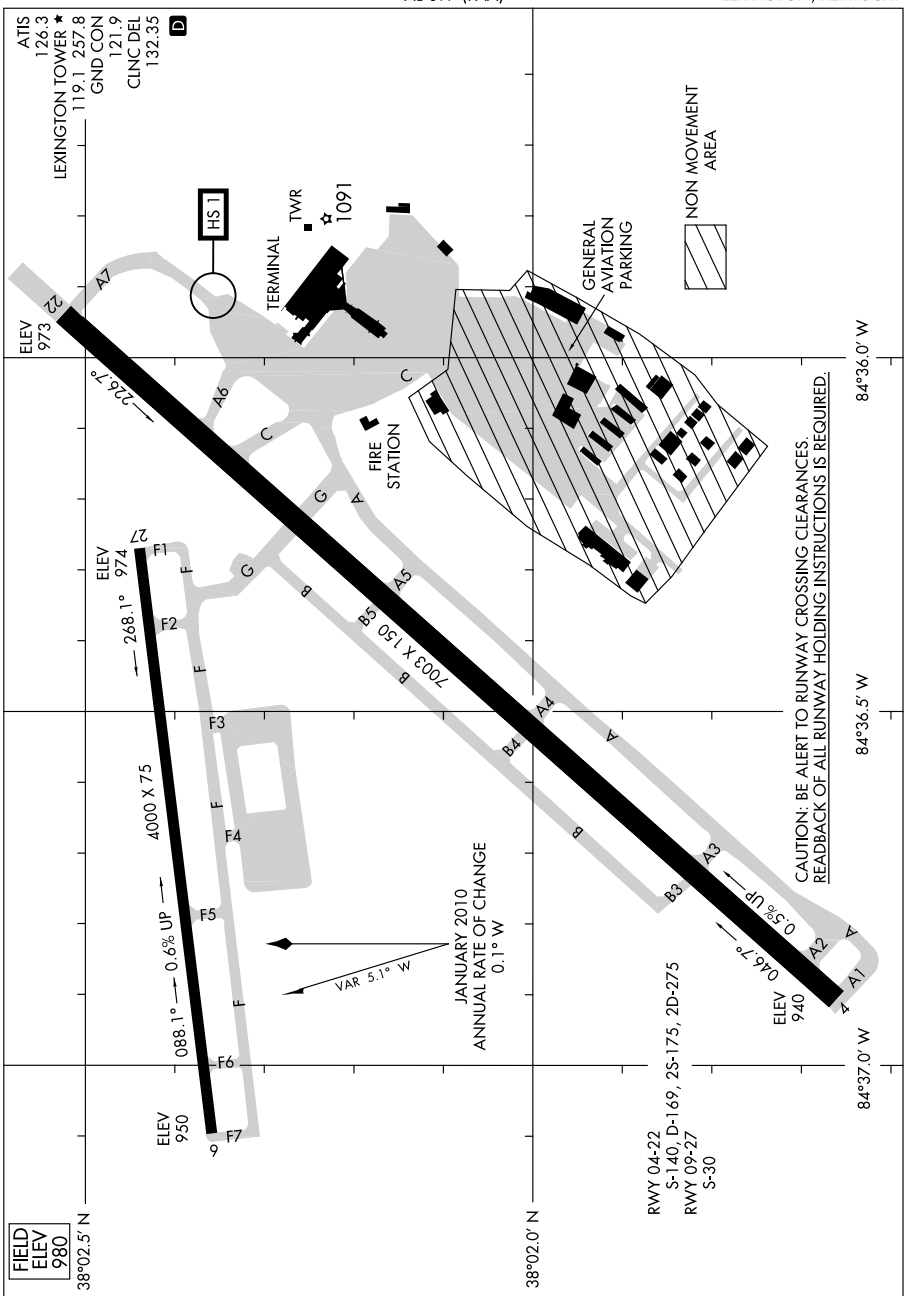 ATIS
126.3
LEXINGTON TOWER ★
119.1 257.8
GND CON
121.9
CLNC DEL
132.35
D
FIELD
ELEV
980
38°02.5' N
ELEV
973
22
226.7°
A7
HS 1
TWR
1091
TERMINAL
A6
C
C
FIRE
STATION
G
G
A
ELEV
974
27
F1
F
F2
268.1°
F
F3
4000 X 75
F
F4
F5
088.1°
0.6% UP
F
F6
ELEV
950
9
F7
B
B5
A5
7003 X 150
B
B4
A4
A
B
B3
A3
0.5% UP
046.7°
A2
A
A1
4
ELEV
940
VAR 5.1° W
JANUARY 2010
ANNUAL RATE OF CHANGE
0.1° W
GENERAL
AVIATION
PARKING
NON MOVEMENT
AREA
38°02.0' N
RWY 04-22
S-140, D-169, 2S-175, 2D-275
RWY 09-27
S-30
CAUTION: BE ALERT TO RUNWAY CROSSING CLEARANCES.
READBACK OF ALL RUNWAY HOLDING INSTRUCTIONS IS REQUIRED.
84°36.0' W
84°36.5' W
84°37.0' W